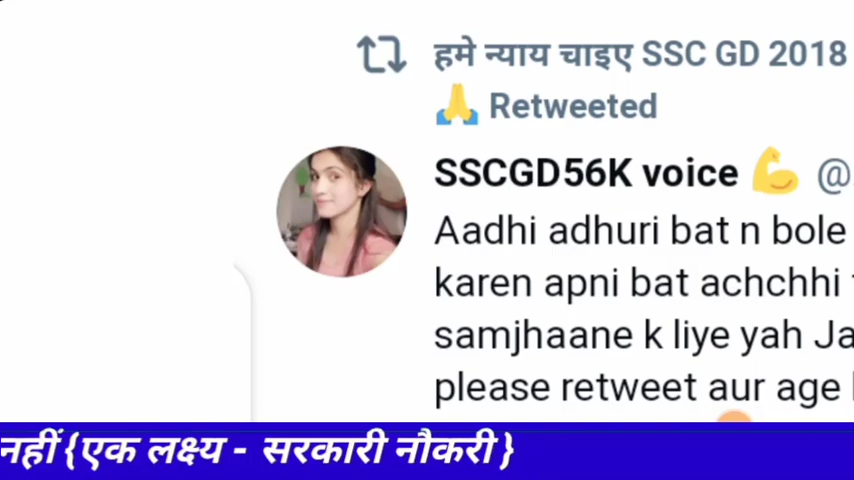 हमे न्याय चाइए SSC GD 2018
🙏 Retweeted
SSCGD56K voice 💪 @
Aadhi adhuri bat n bole
karen apni bat achchhi
samjhaane k liye yah
please retweet aur age
नहीं {एक लक्ष्य - सरकारी नौकरी}